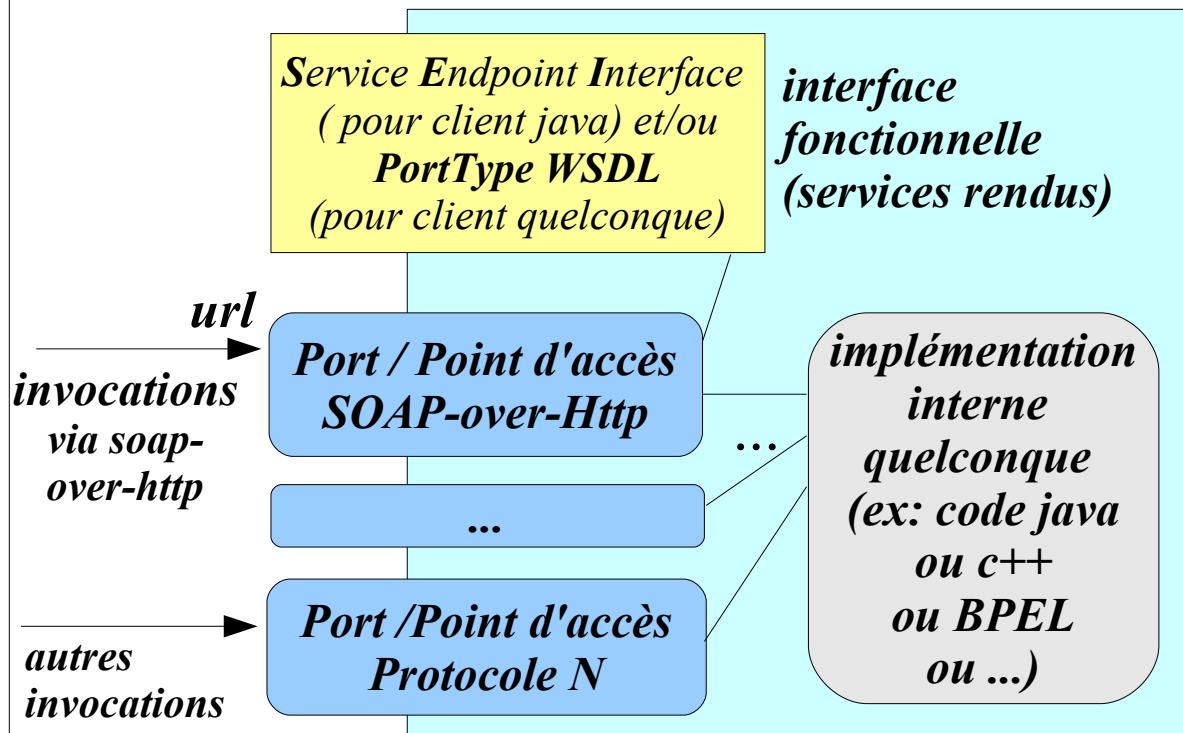 Service Endpoint Interface
( pour client java) et/ou
PortType WSDL
(pour client quelconque)
interface
fonctionnelle
(services rendus)
url
invocations
via soap-
over-http
Port / Point d'accès
SOAP-over-Http
...
...
autres
invocations
Port /Point d'accès
Protocole N
implémentation
interne
quelconque
(ex: code java
ou c++
ou BPEL
ou ...)